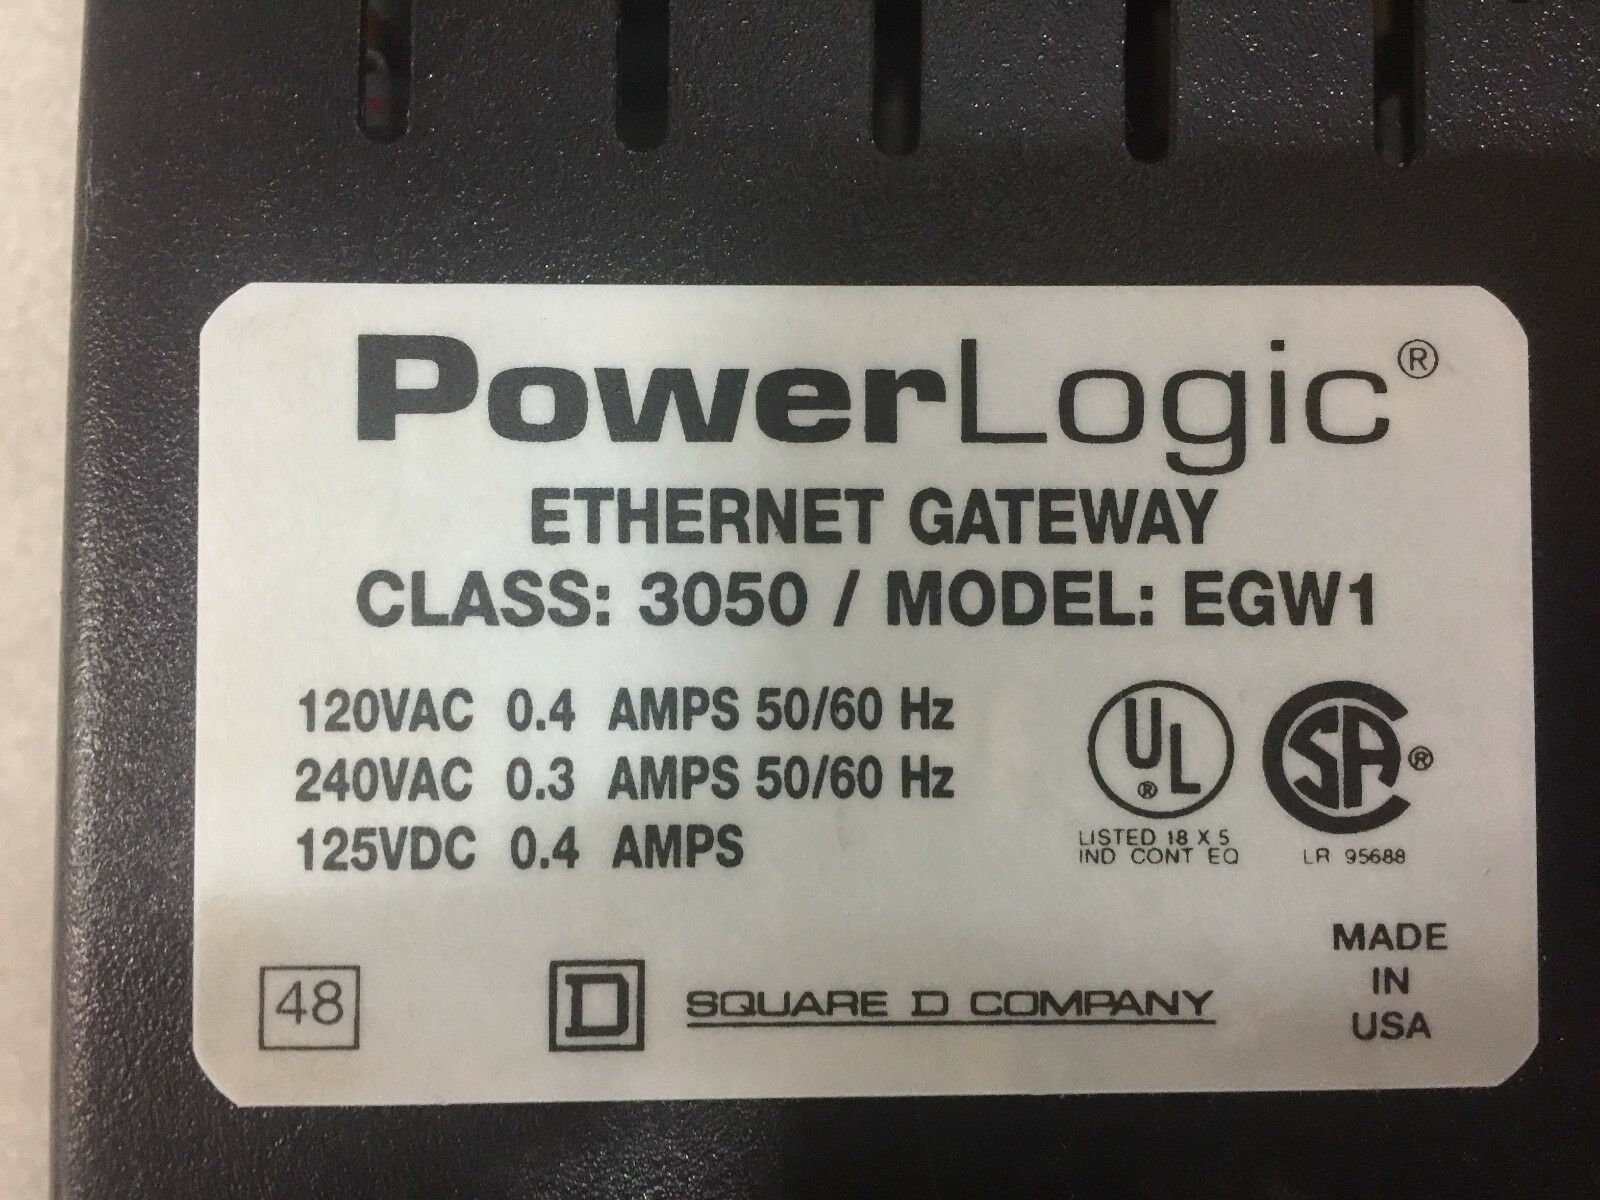 PowerLogic®
ETHERNET GATEWAY
CLASS: 3050 / MODEL: EGW1
120VAC 0.4 AMPS 50/60 Hz
240VAC 0.3 AMPS 50/60 Hz
125VDC 0.4 AMPS
UL®
LISTED 18 X 5
IND CONT EQ
SA®
LR 95688
48
D SQUARE D COMPANY
MADE
IN
USA